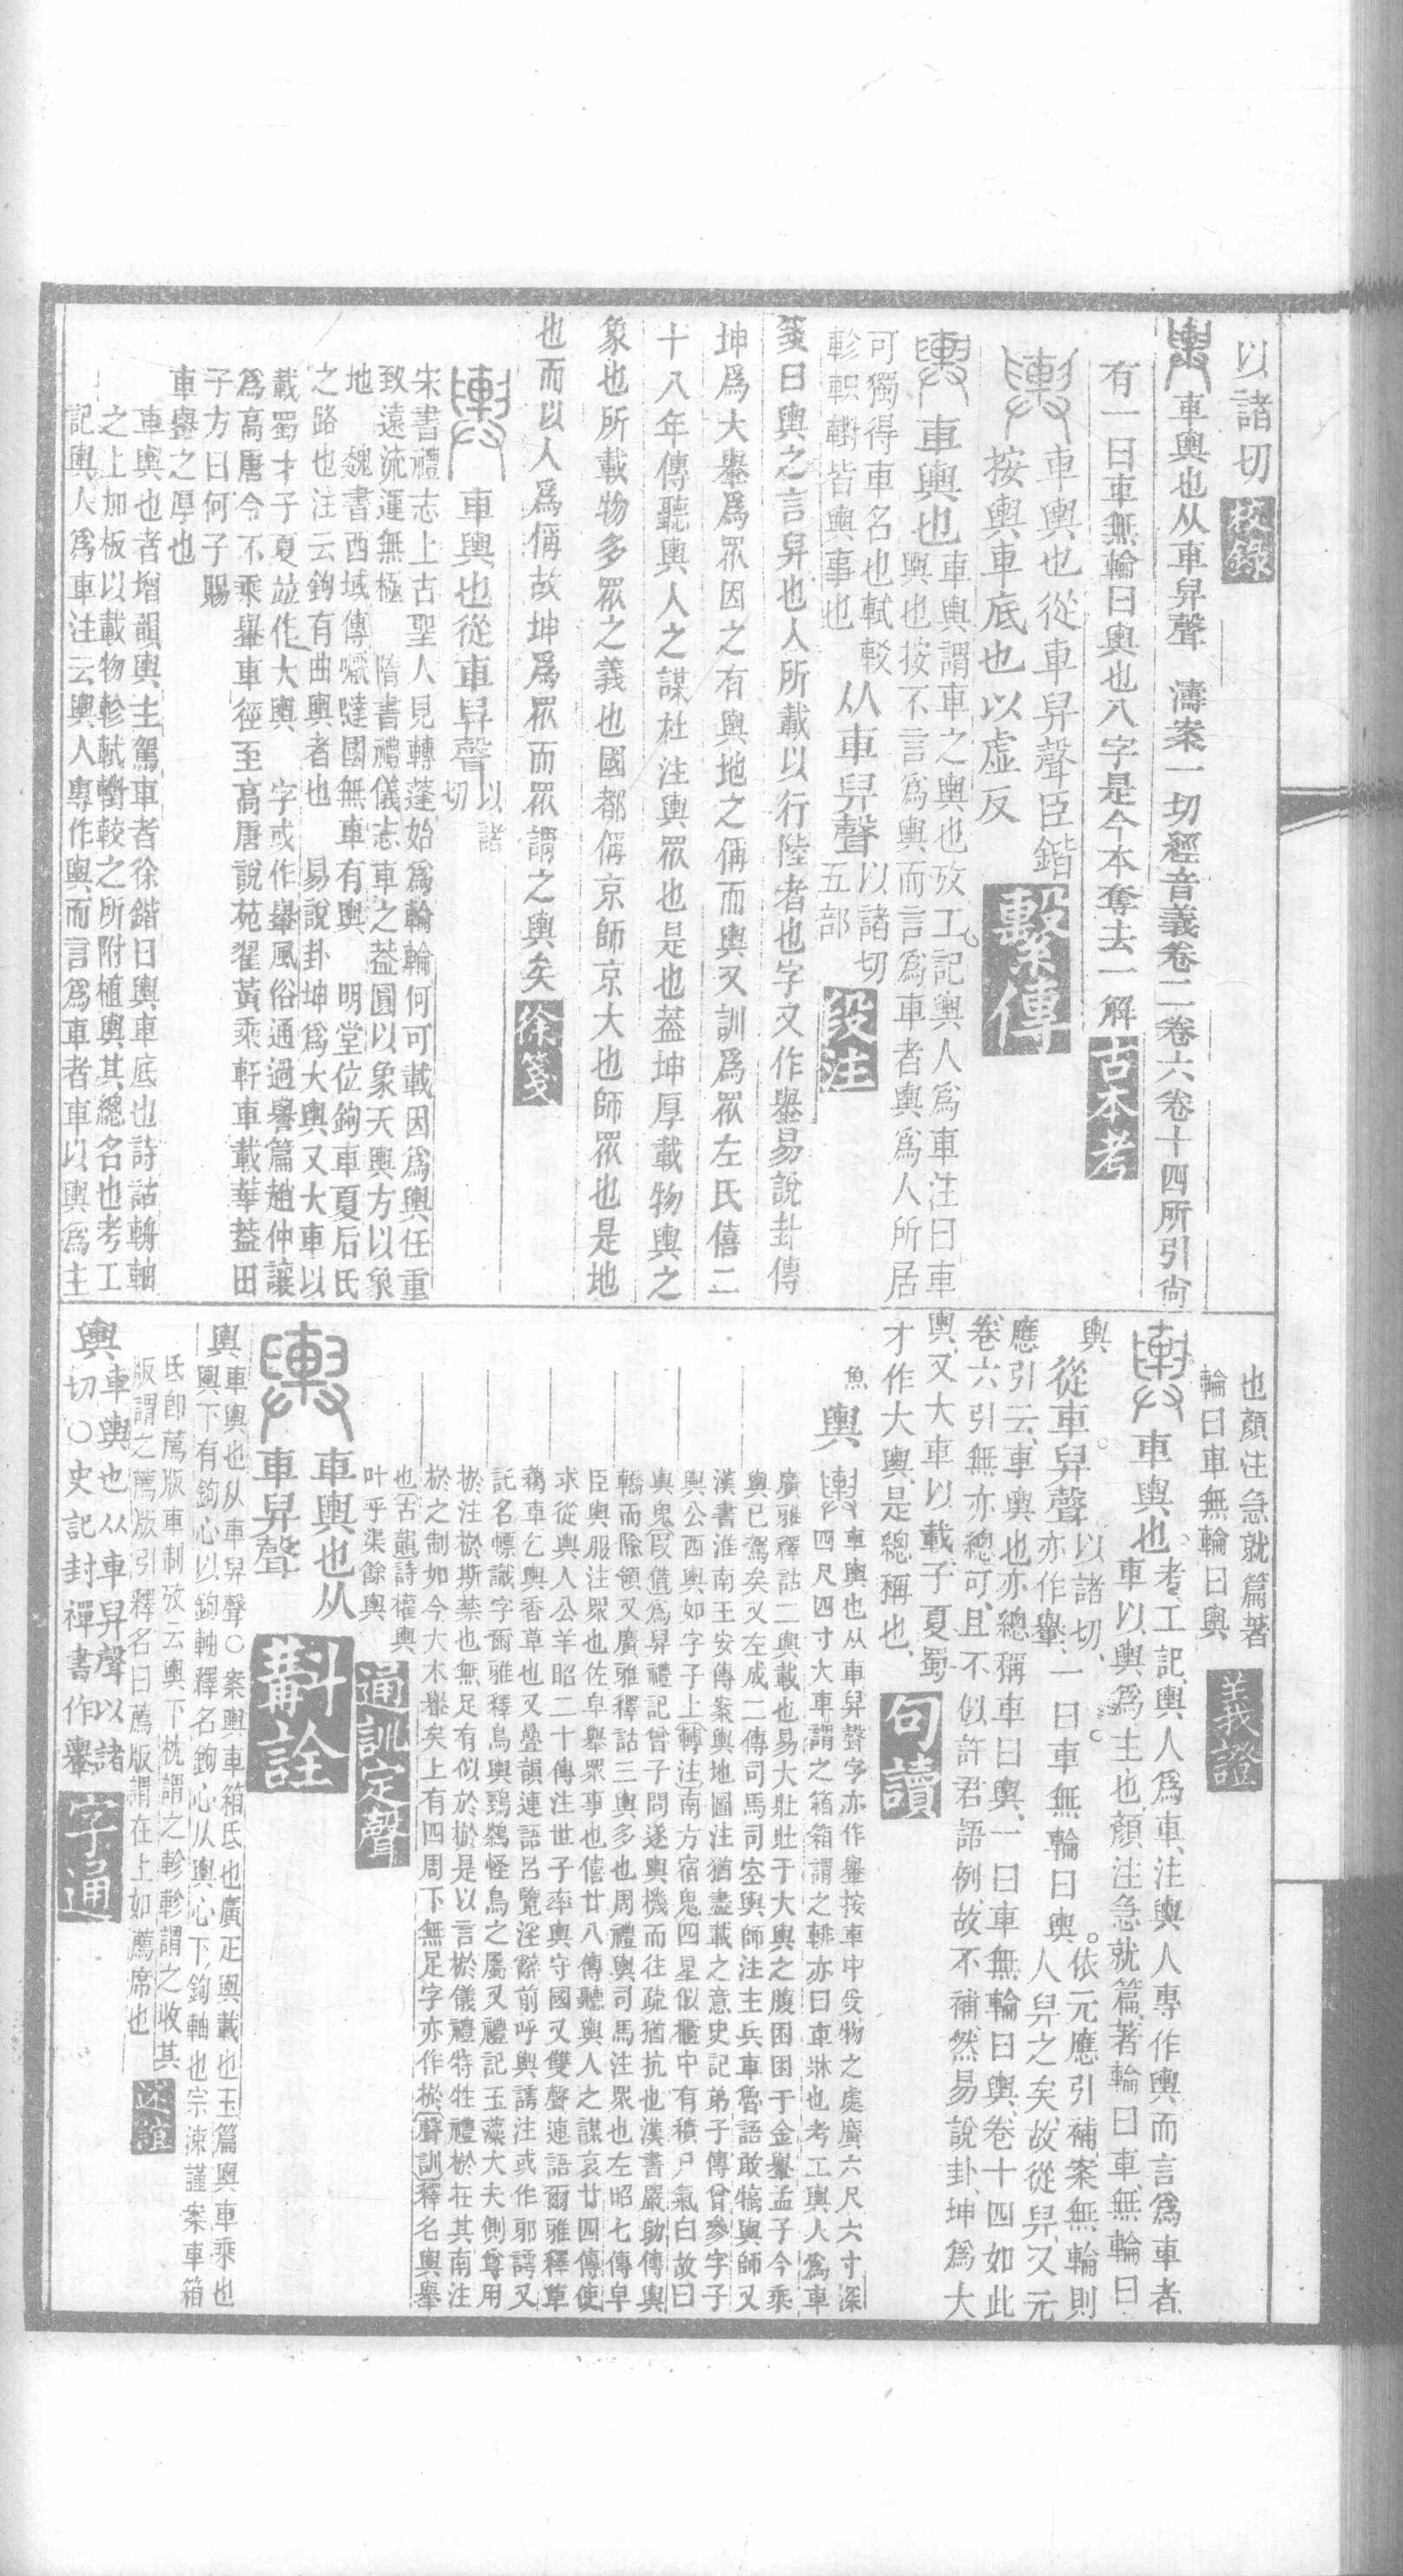 以諸切 校錄
輿 車輿也从車舁聲 濤案一切經音義卷二卷六卷十四所引尙
有一曰車無輪曰輿也八字是今本奪去一解 古本考
輿 車輿也從車舁聲臣鍇
按輿車底也以虛反 繫傳
輿 車輿也 車輿謂車之輿也攷工記輿人爲車注曰車
輿也按不言爲輿而言爲車者輿爲人所居
可獨得車名也軾較
軫軹轛皆輿事也 从車舁聲 以諸切
五部 段注
箋曰輿之言舁也人所載以行陸者也字又作轝易說卦傳
坤爲大轝爲眾因之有輿地之偁而輿又訓爲眾左氏僖二
十八年傳聽輿人之謀杜注輿眾也是也葢坤厚載物輿之
象也所載物多眾之義也國都偁京師京大也師眾也是地
也而以人爲偁故坤爲眾而眾謂之輿矣 徐箋
輿 車輿也從車舁聲 以諸
切
宋書禮志上古聖人見轉蓬始爲輪輪何可載因爲輿任重
致遠流運無極 隋書禮儀志車之葢圓以象天輿方以象
地 魏書西域傳嚈噠國無車有輿 明堂位鉤車夏后氏
之路也注云鉤有曲輿者也 易說卦坤爲大輿又大車以
載蜀才子夏竝作大輿 字或作轝風俗通過譽篇趙仲讓
爲高唐令不乘轝車徑至高唐說苑翟黃乘軒車載華葢田
子方曰何子賜
車轝之厚也
車輿也者增韻輿主駕車者徐鍇曰輿車底也詩詁輈軸
之上加板以載物軫軾轛較之所附植輿其總名也考工
記輿人爲車注云輿人專作輿而言爲車者車以輿爲主
也顏注急就篇著
輪曰車無輪曰輿 義證
輿 車輿也 考工記輿人爲車注輿人專作輿而言爲車者
車以輿爲主也顏注急就篇著輪曰車無輪曰
輿 從車舁聲 以諸切
亦作轝 一曰車無輪曰輿 依元應引補案無輪則
人舁之矣故從舁又元
應引云車輿也亦總稱車曰輿一曰車無輪曰輿卷十四如此
卷六引無亦總可且不似許君語例故不補然易說卦坤爲大
輿又大車以載子夏蜀
才作大輿是總稱也 句讀
魚 輿 輿 車輿也从車舁聲字亦作轝按車中受物之處廣六尺六寸深
四尺四寸大車謂之箱謂之輫亦曰車牀也考工輿人爲車
廣雅釋詁二輿載也易大壯壯于大輿之腹困困于金轝孟子今乘
輿已駕矣又左成二傳司馬司空輿師注主兵車魯語敢犒輿師又
漢書淮南王安傳案輿地圖注猶盡載之意史記弟子傳曾參字子
輿公西輿如字子上轉注南方宿鬼四星似櫃中有積尸氣白故曰
輿鬼叚借爲舁禮記曾子問遂輿機而往疏猶抗也漢書嚴助傳輿
轎而隃領又廣雅釋詁三輿多也周禮輿司馬注眾也左昭七傳皁
臣輿服注眾也佐皁舉眾事也僖廿八傳聽輿人之謀哀廿四傳使
求從輿人公羊昭二十傳注世子率輿守國又雙聲連語爾雅釋草
藒車乞輿香草也又曡韻連語呂覽淫辭前呼輿謣注或作邪謣又
託名幖識字爾雅釋鳥輿鵛鷋怪鳥之屬又禮記玉藻大夫側尊用
棜注棜斯禁也無足有似於棜是以言棜儀禮特牲禮棜在其南注
棜之制如今大木轝矣上有四周下無足字亦作棜聲訓釋名輿舉
也古韻詩權輿
叶乎渠餘輿 通訓定聲
輿 車輿也从
車舁聲 斠詮
輿 車輿也从車舁聲〇案輿車箱氐也廣疋輿載也玉篇輿車乘也
輿下有鉤心以鉤軸釋名鉤心从輿心下鉤軸也宗涑謹案車箱
氐卽薦版車制攷云輿下枕謂之軫軫謂之收其
版謂之薦版引釋名曰薦版謂在上如薦席也 述誼
輿 車輿也从車舁聲以諸
切〇史記封禪書作轝 字通